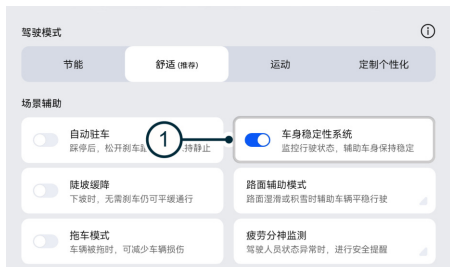 驾驶模式
节能
舒适 (推荐)
运动
定制个性化
场景辅助
自动驻车
踩停后，松开刹车 持静止
1
车身稳定性系统
监控行驶状态，辅助车身保持稳定
陡坡缓降
下坡时，无需刹车仍可平缓通行
路面辅助模式
路面湿滑或积雪时辅助车辆平稳行驶
拖车模式
车辆被拖时，可减少车辆损伤
疲劳分神监测
驾驶人员状态异常时，进行安全提醒